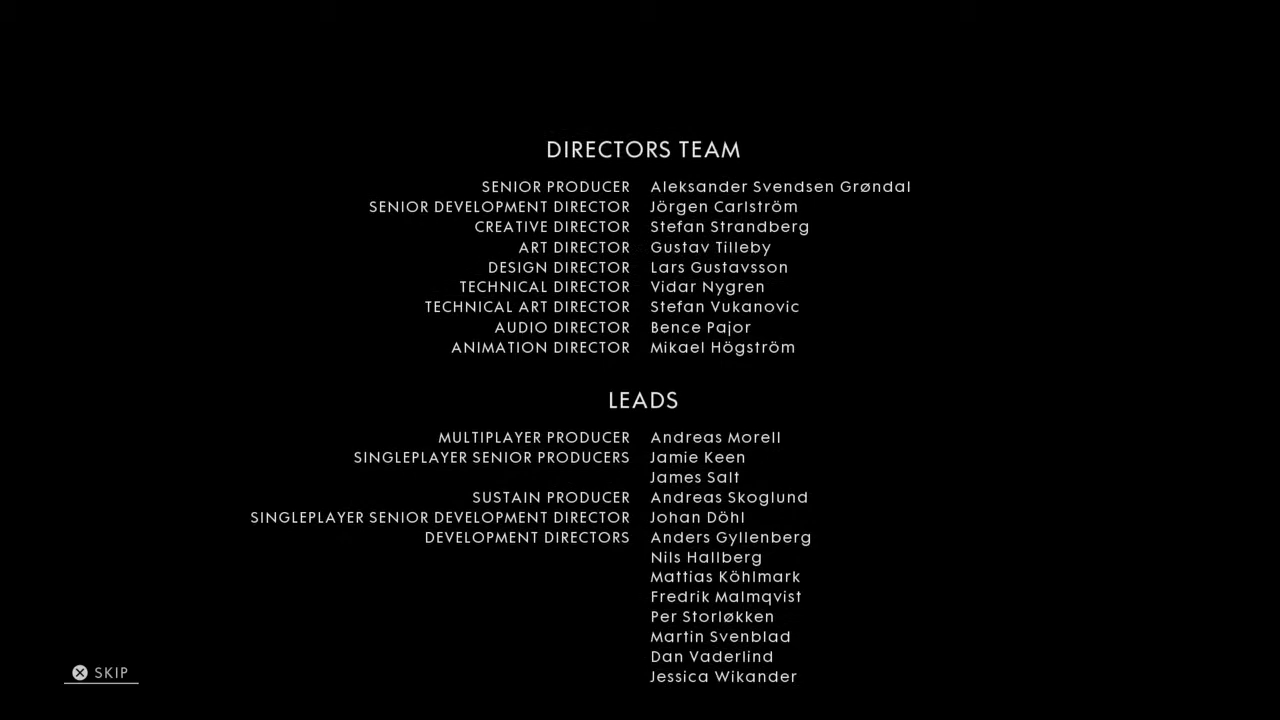 DIRECTORS TEAM
SENIOR PRODUCER Aleksander Svendsen Grøndal
SENIOR DEVELOPMENT DIRECTOR Jörgen Carlström
CREATIVE DIRECTOR Stefan Strandberg
ART DIRECTOR Gustav Tilleby
DESIGN DIRECTOR Lars Gustavsson
TECHNICAL DIRECTOR Vidar Nygren
TECHNICAL ART DIRECTOR Stefan Vukanovic
AUDIO DIRECTOR Bence Pajor
ANIMATION DIRECTOR Mikael Högström
LEADS
MULTIPLAYER PRODUCER Andreas Morell
SINGLEPLAYER SENIOR PRODUCERS Jamie Keen
James Salt
SUSTAIN PRODUCER Andreas Skoglund
SINGLEPLAYER SENIOR DEVELOPMENT DIRECTOR Johan Döhl
DEVELOPMENT DIRECTORS Anders Gyllenberg
Nils Hallberg
Mattias Köhlmark
Fredrik Malmqvist
Per Storløkken
Martin Svenblad
Dan Vaderlind
Jessica Wikander
SKIP